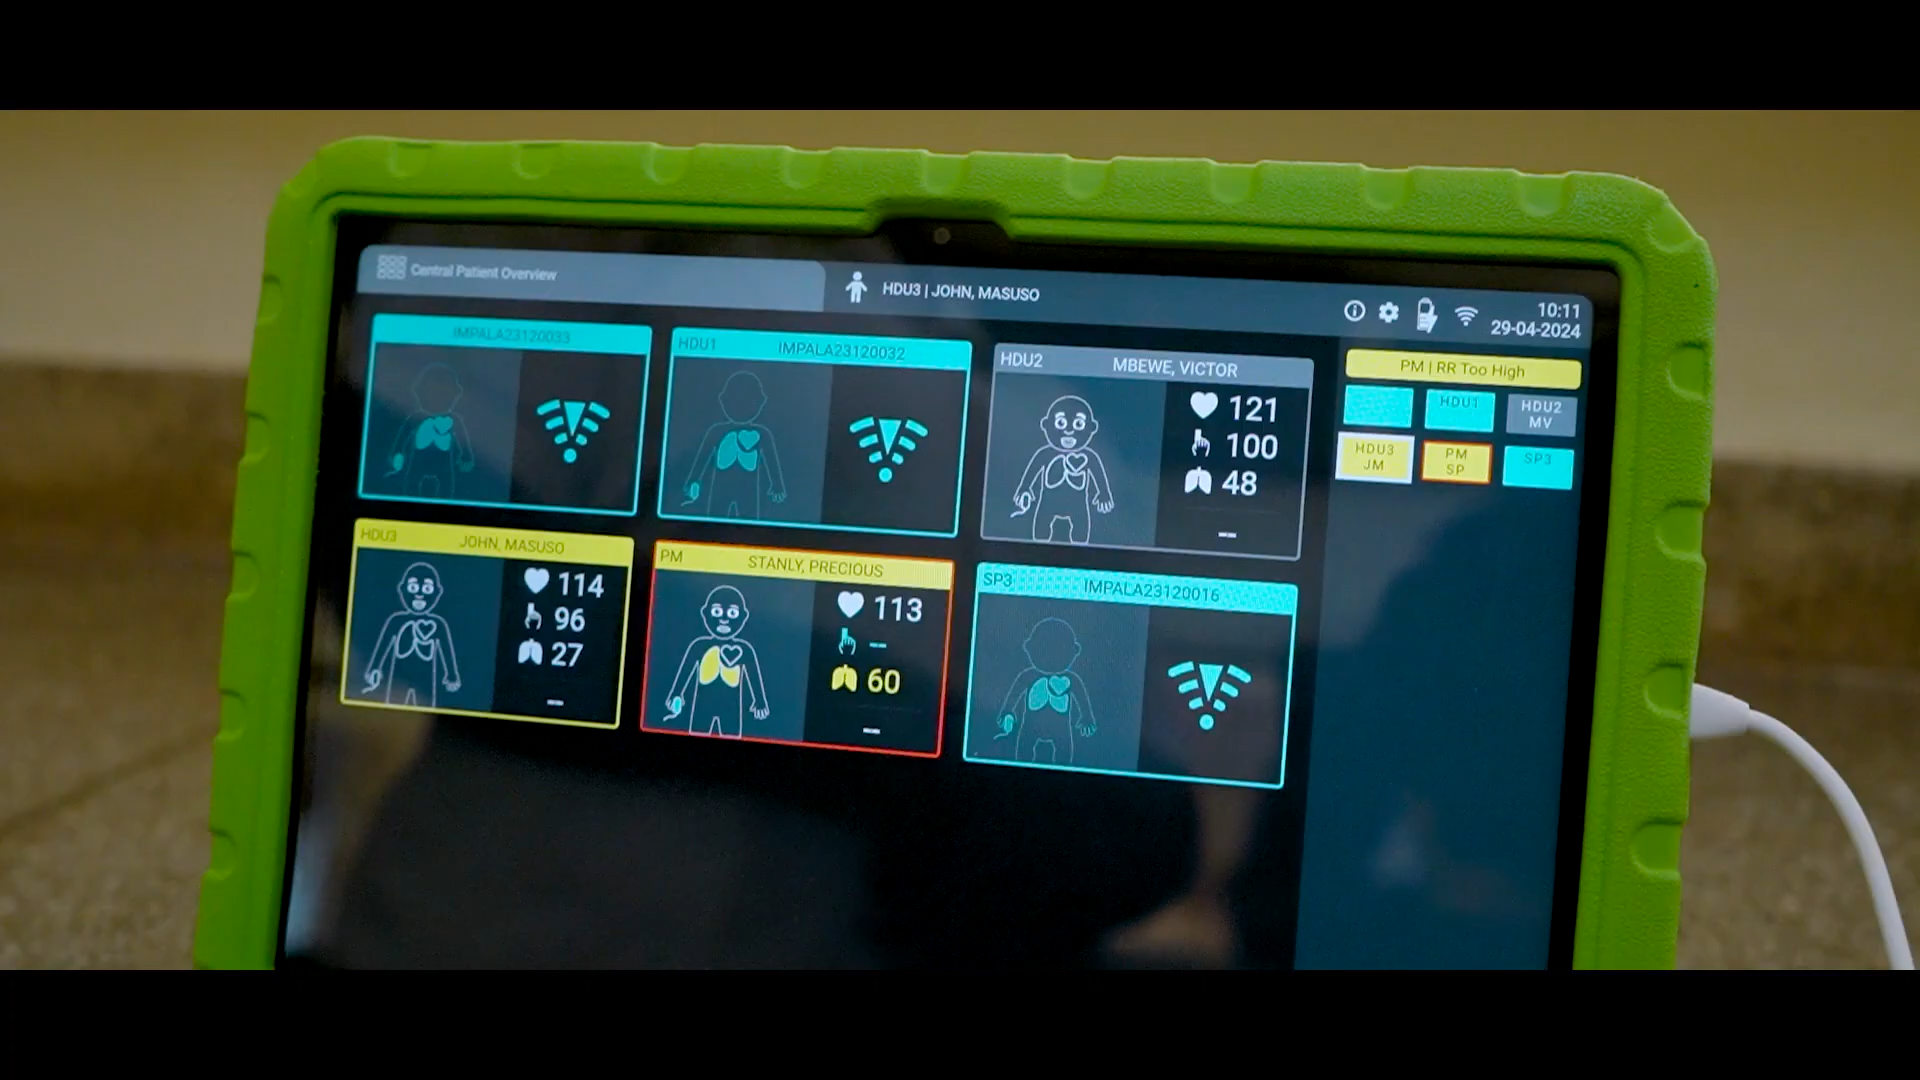 Central Patient Overview
HDU3 | JOHN, MASUSO
10:11
29-04-2024
IMPALA23120033
HDU1 IMPALA23120032
HDU2 MBEWE, VICTOR
121
100
48
--
PM | RR Too High
HDU1
HDU2
MV
HDU3
JM
PM
SP
SP3
HDU3 JOHN, MASUSO
114
96
27
--
PM STANLY, PRECIOUS
113
--
60
--
SP3 IMPALA23120016